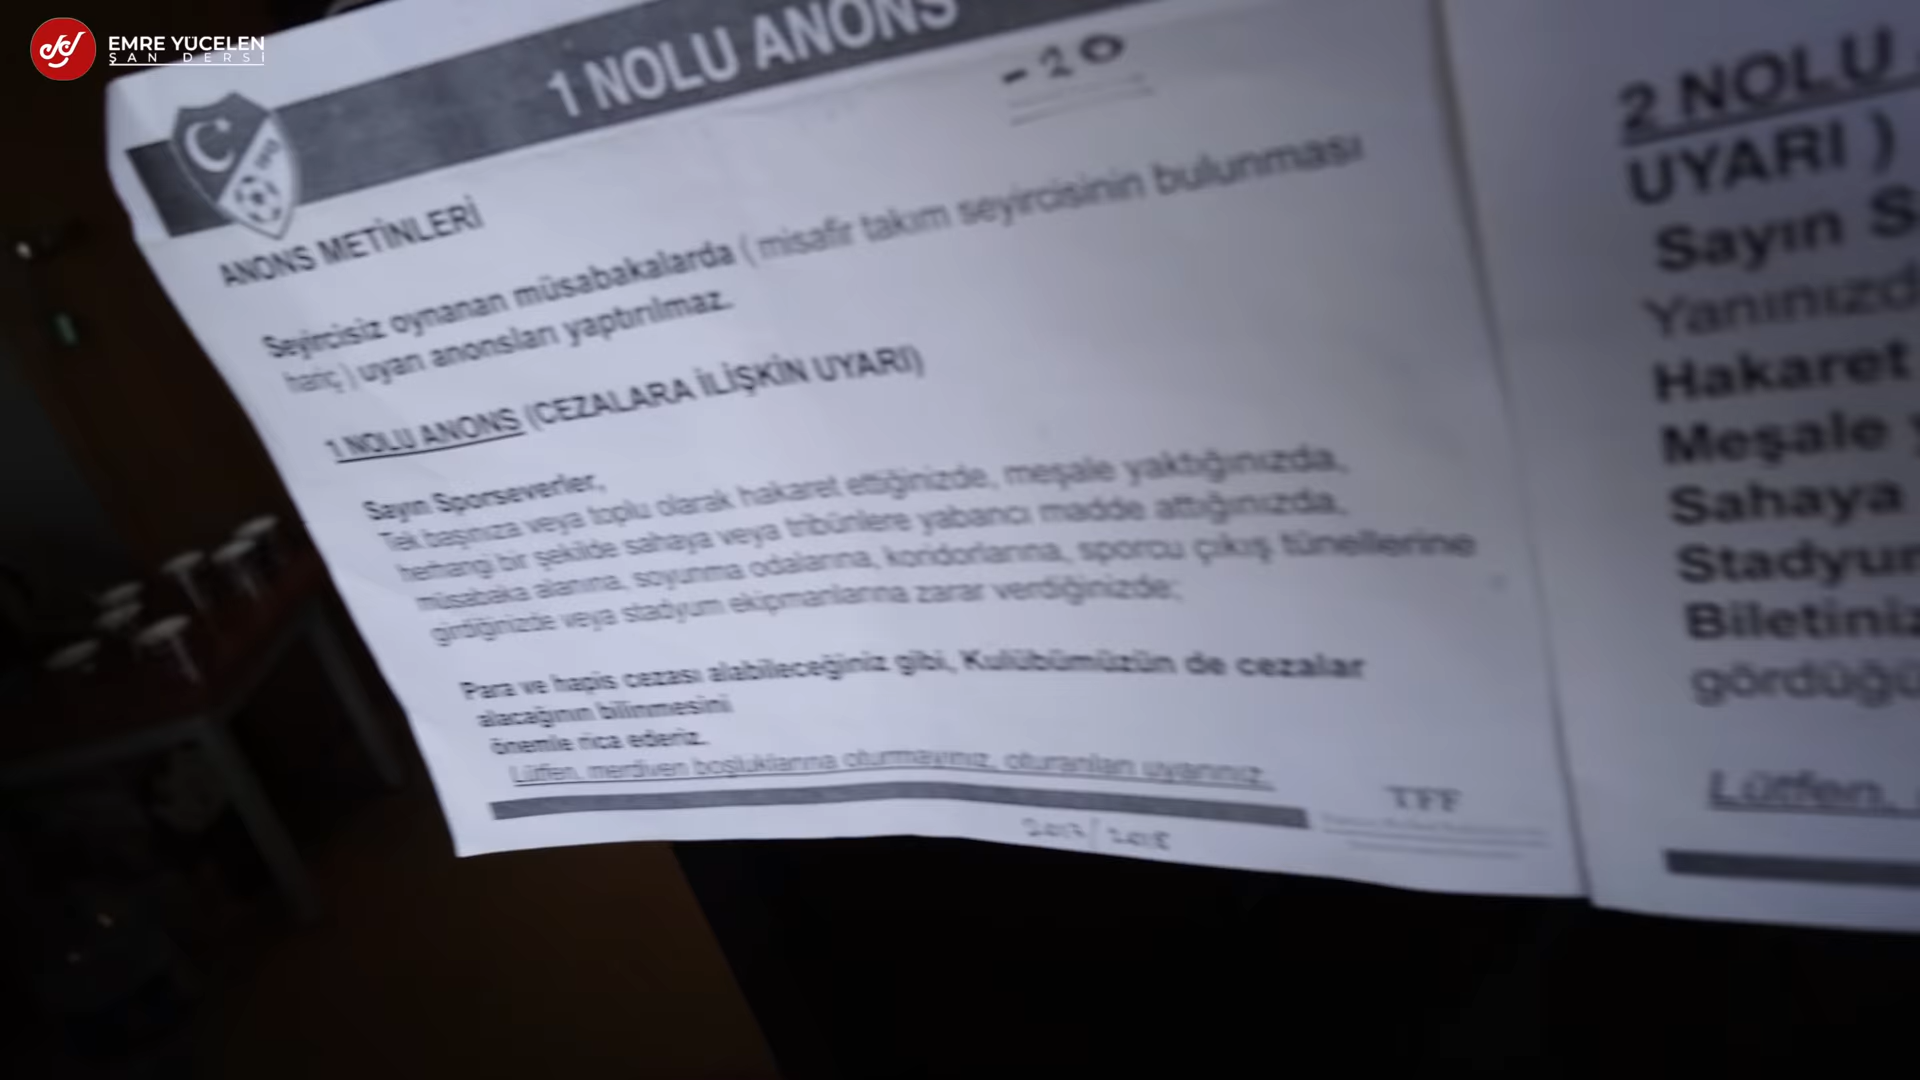 EMRE YÜCELEN
ŞAN DERSİ
1 NOLU ANONS
-20
ANONS METİNLERİ
Seyircisiz oynanan müsabakalarda ( misafir takım seyircisinin bulunması
hariç ) uyarı anonsları yaptırılmaz.
1 NOLU ANONS (CEZALARA İLİŞKİN UYARI)
Sayın Sporseverler,
Tek başınıza veya toplu olarak hakaret ettiğinizde, meşale yaktığınızda,
herhangi bir şekilde sahaya veya tribünlere yabancı madde attığınızda,
müsabaka alanına, soyunma odalarına, koridorlarına, sporcu çıkış tünellerine
girdiğinizde veya stadyum ekipmanlarına zarar verdiğinizde;
Para ve hapis cezası alabileceğiniz gibi, Kulübümüzün de cezalar
alacağının bilinmesini
önemle rica ederiz.
Lütfen, merdiven boşluklarına oturmayınız, oturanları uyarınız.
TFF
2017/2018
2 NOLU
UYARI )
Sayın S
Yanınızd
Hakaret
Meşale y
Sahaya
Stadyum
Biletiniz
gördüğü
Lütfen,